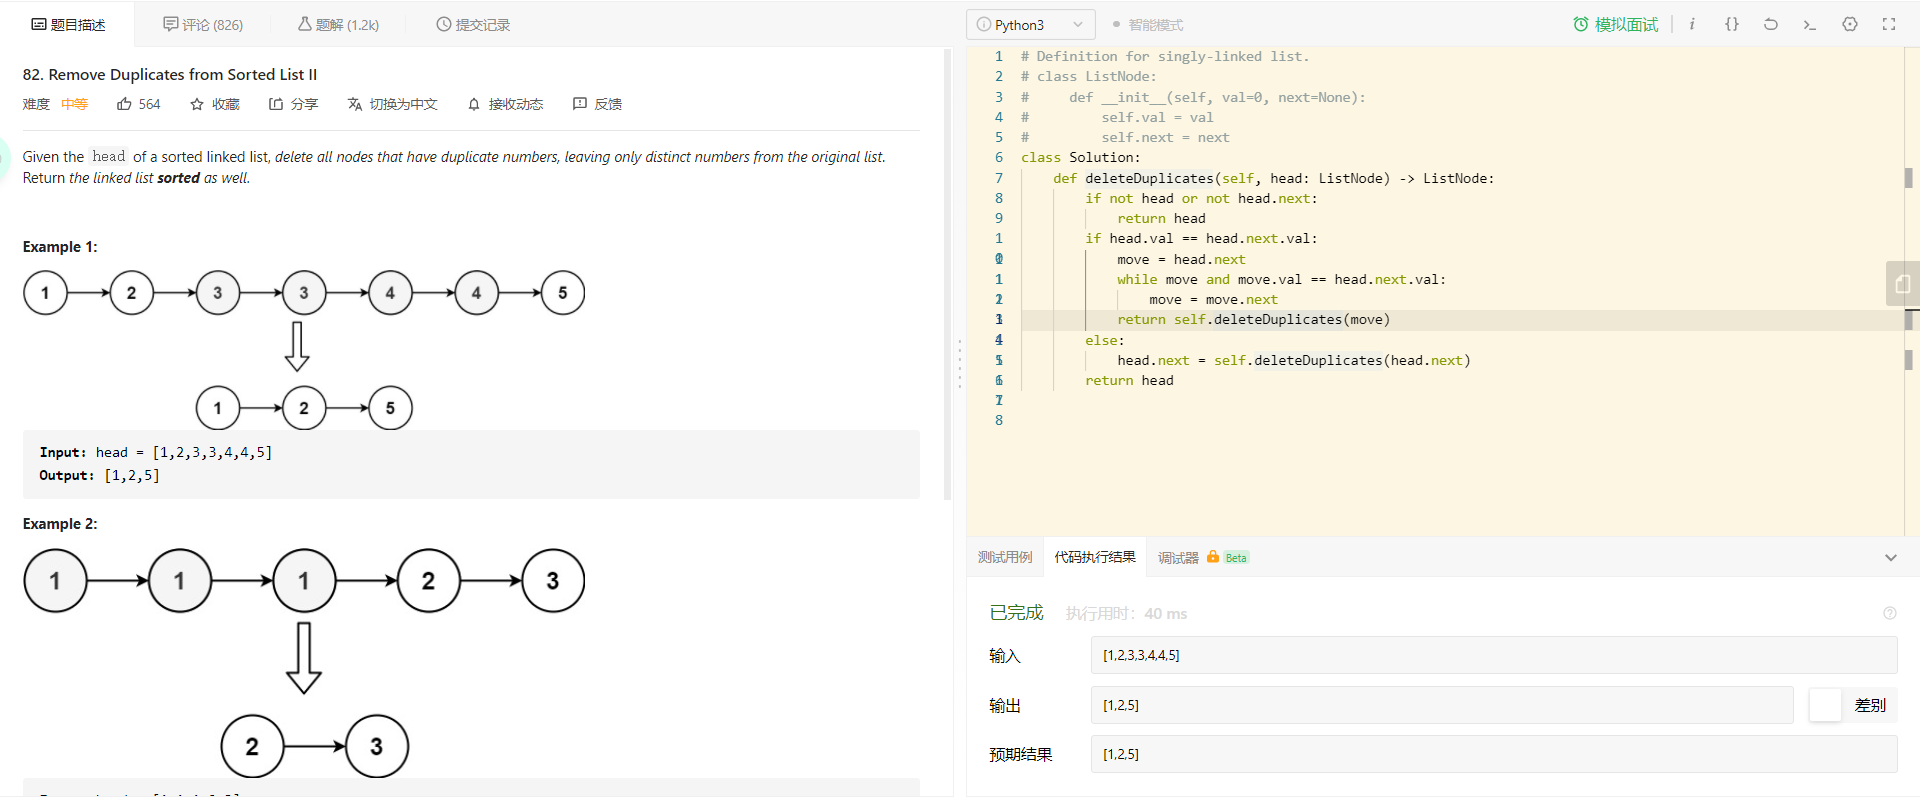 题目描述
评论 (826)
题解 (1.2k)
提交记录
82. Remove Duplicates from Sorted List II
难度 中等 564 收藏 分享 切换为中文 接收动态 反馈
Given the head of a sorted linked list, delete all nodes that have duplicate numbers, leaving only distinct numbers from the original list.
Return the linked list sorted as well.
Example 1:
1 2 3 3 4 4 5
1 2 5
Input: head = [1,2,3,3,4,4,5]
Output: [1,2,5]
Example 2:
1 1 1 2 3
2 3
Python3
智能模式
模拟面试
i {} >_
1 # Definition for singly-linked list.
2 # class ListNode:
3 #     def __init__(self, val=0, next=None):
4 #         self.val = val
5 #         self.next = next
6 class Solution:
7     def deleteDuplicates(self, head: ListNode) -> ListNode:
8         if not head or not head.next:
9             return head
1         if head.val == head.next.val:
            move = head.next
1             while move and move.val == head.next.val:
                move = move.next
            return self.deleteDuplicates(move)
        else:
            head.next = self.deleteDuplicates(head.next)
        return head
8
测试用例
代码执行结果
调试器 Beta
已完成 执行用时: 40 ms
输入 [1,2,3,3,4,4,5]
输出 [1,2,5] 差别
预期结果 [1,2,5]